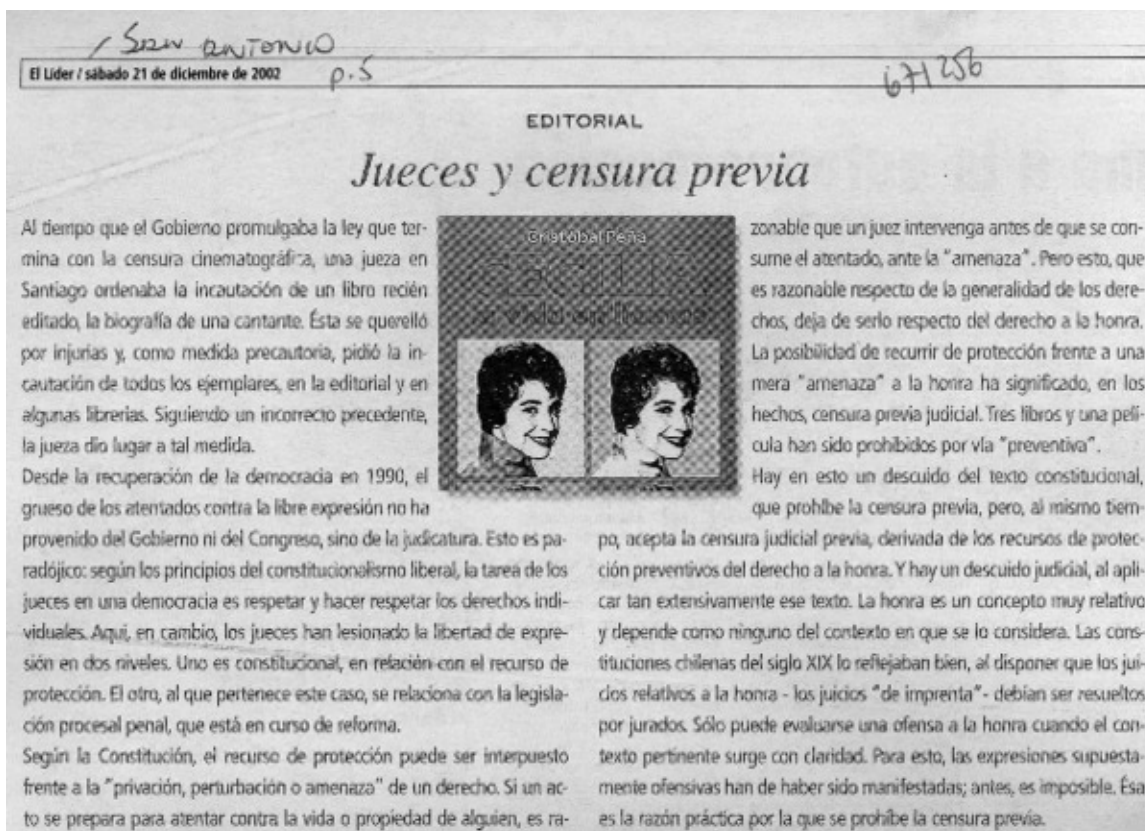 / SAN ANTONIO
El Líder / sábado 21 de diciembre de 2002
p.5
671256
EDITORIAL
Jueces y censura previa
Al tiempo que el Gobierno promulgaba la ley que ter-
mina con la censura cinematográfica, una jueza en
Santiago ordenaba la incautación de un libro recién
editado, la biografía de una cantante. Ésta se querelló
por injurias y, como medida precautoria, pidió la in-
cautación de todos los ejemplares, en la editorial y en
algunas librerías. Siguiendo un incorrecto precedente,
la jueza dio lugar a tal medida.
Desde la recuperación de la democracia en 1990, el
grueso de los atentados contra la libre expresión no ha
provenido del Gobierno ni del Congreso, sino de la judicatura. Esto es pa-
radójico: según los principios del constitucionalismo liberal, la tarea de los
jueces en una democracia es respetar y hacer respetar los derechos indi-
viduales. Aquí, en cambio, los jueces han lesionado la libertad de expre-
sión en dos niveles. Uno es constitucional, en relación con el recurso de
protección. El otro, al que pertenece este caso, se relaciona con la legisla-
ción procesal penal, que está en curso de reforma.
Según la Constitución, el recurso de protección puede ser interpuesto
frente a la "privación, perturbación o amenaza" de un derecho. Si un ac-
to se prepara para atentar contra la vida o propiedad de alguien, es ra-
Cristóbal Peña
CECILIA
la vida en llamas
zonable que un juez intervenga antes de que se con-
sume el atentado, ante la "amenaza". Pero esto, que
es razonable respecto de la generalidad de los dere-
chos, deja de serlo respecto del derecho a la honra.
La posibilidad de recurrir de protección frente a una
mera "amenaza" a la honra ha significado, en los
hechos, censura previa judicial. Tres libros y una pelí-
cula han sido prohibidos por vía "preventiva".
Hay en esto un descuido del texto constitucional,
que prohíbe la censura previa, pero, al mismo tiem-
po, acepta la censura judicial previa, derivada de los recursos de protec-
ción preventivos del derecho a la honra. Y hay un descuido judicial, al apli-
car tan extensivamente ese texto. La honra es un concepto muy relativo
y depende como ninguno del contexto en que se lo considera. Las cons-
tituciones chilenas del siglo XIX lo reflejaban bien, al disponer que los jui-
cios relativos a la honra - los juicios "de imprenta"- debían ser resueltos
por jurados. Sólo puede evaluarse una ofensa a la honra cuando el con-
texto pertinente surge con claridad. Para esto, las expresiones supuesta-
mente ofensivas han de haber sido manifestadas; antes, es imposible. Ésa
es la razón práctica por la que se prohíbe la censura previa.